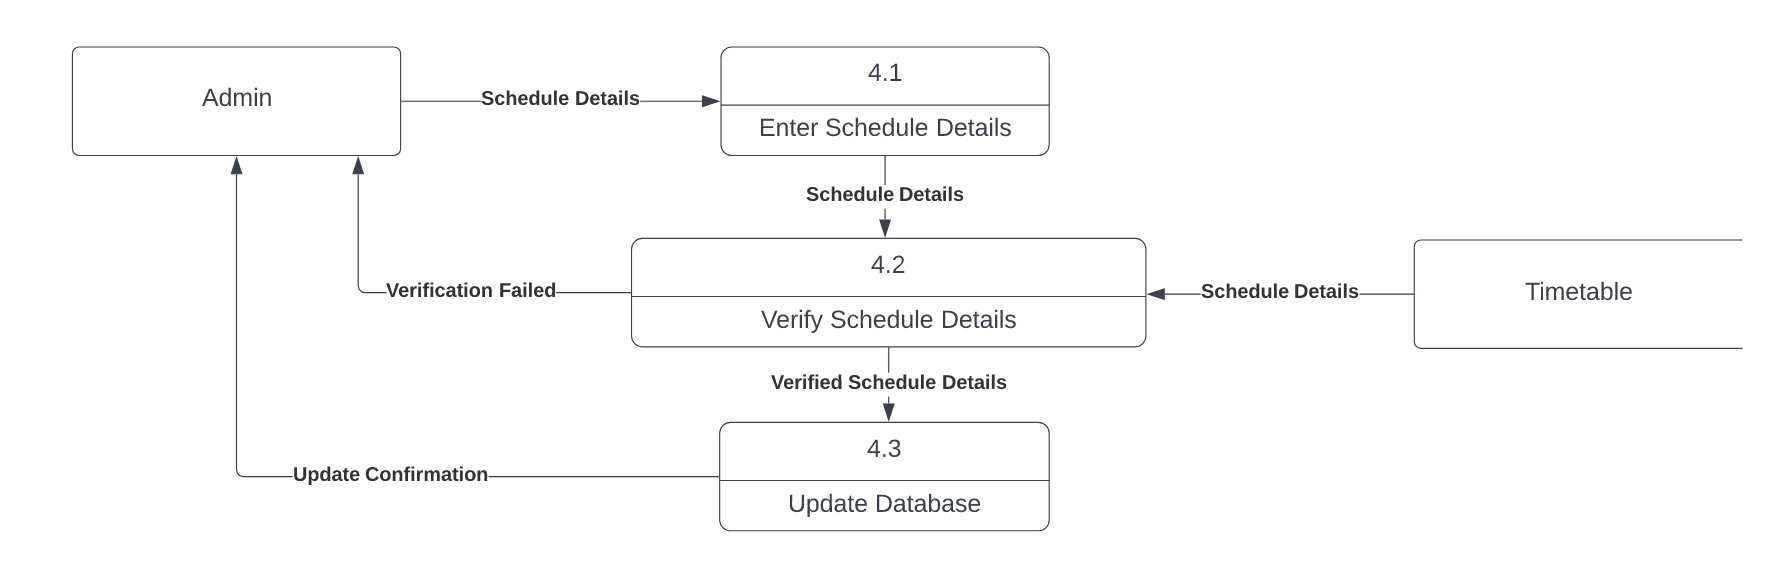 Admin
Schedule Details
4.1
Enter Schedule Details
Schedule Details
4.2
Verify Schedule Details
Verification Failed
Schedule Details
Timetable
Verified Schedule Details
4.3
Update Database
Update Confirmation